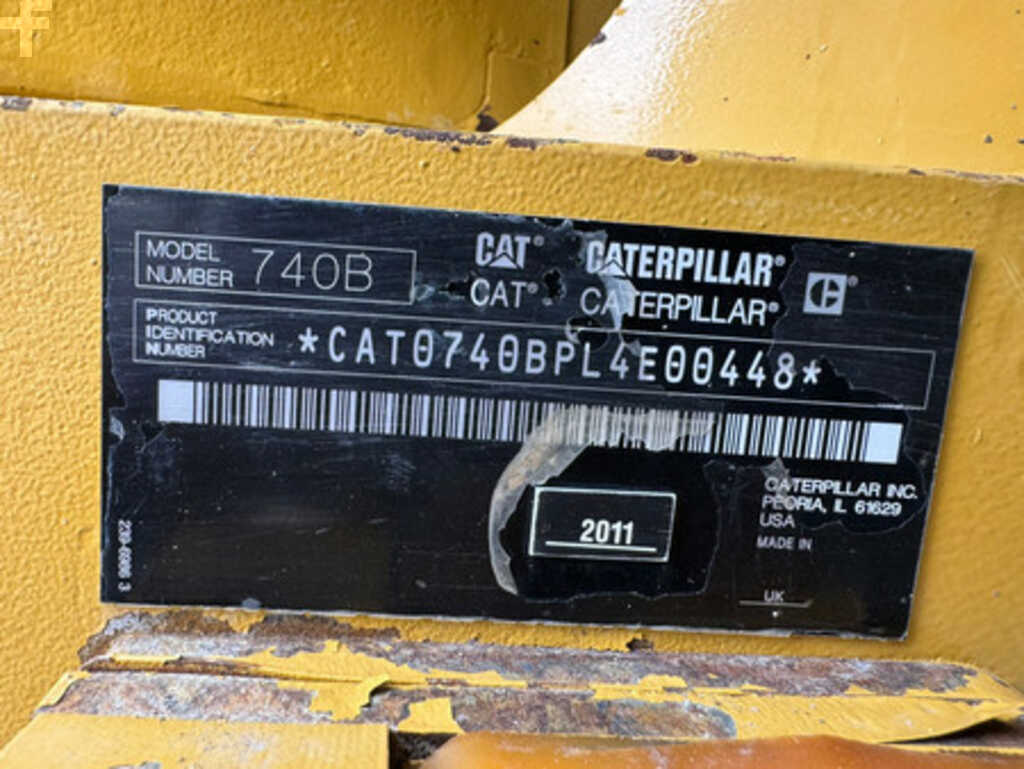 MODEL NUMBER 740B
CAT® CATERPILLAR®
CAT® CATERPILLAR®
PRODUCT
IDENTIFICATION
NUMBER
*CAT0740BPL4E00448*
CATERPILLAR INC.
PEORIA, IL 61629
USA
MADE IN
UK
2011